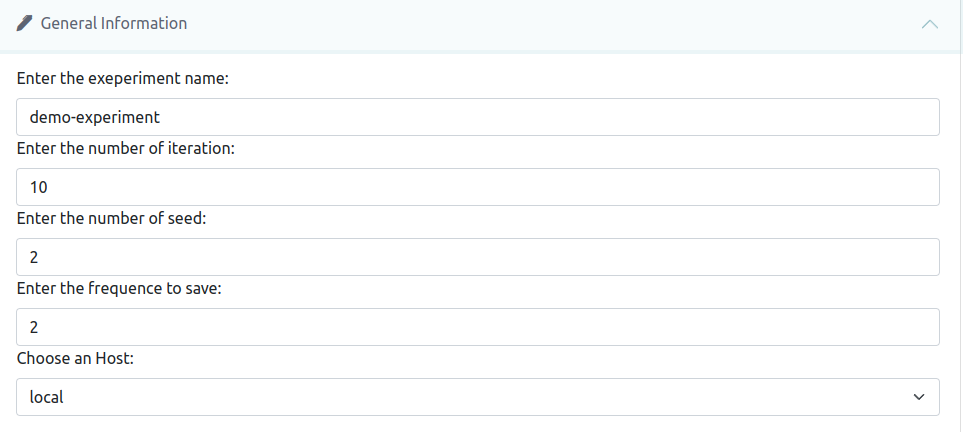 General Information
Enter the exeperiment name:
demo-experiment
Enter the number of iteration:
10
Enter the number of seed:
2
Enter the frequence to save:
2
Choose an Host:
local